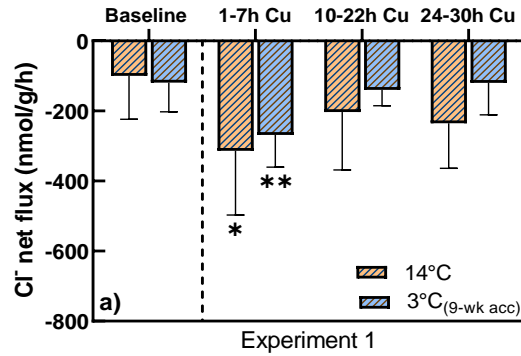 Baseline 1-7h Cu 10-22h Cu 24-30h Cu
0
-200
-400
-600
-800
Cl⁻ net flux (nmol/g/h)
*
**
a)
14°C
3°C(9-wk acc)
Experiment 1